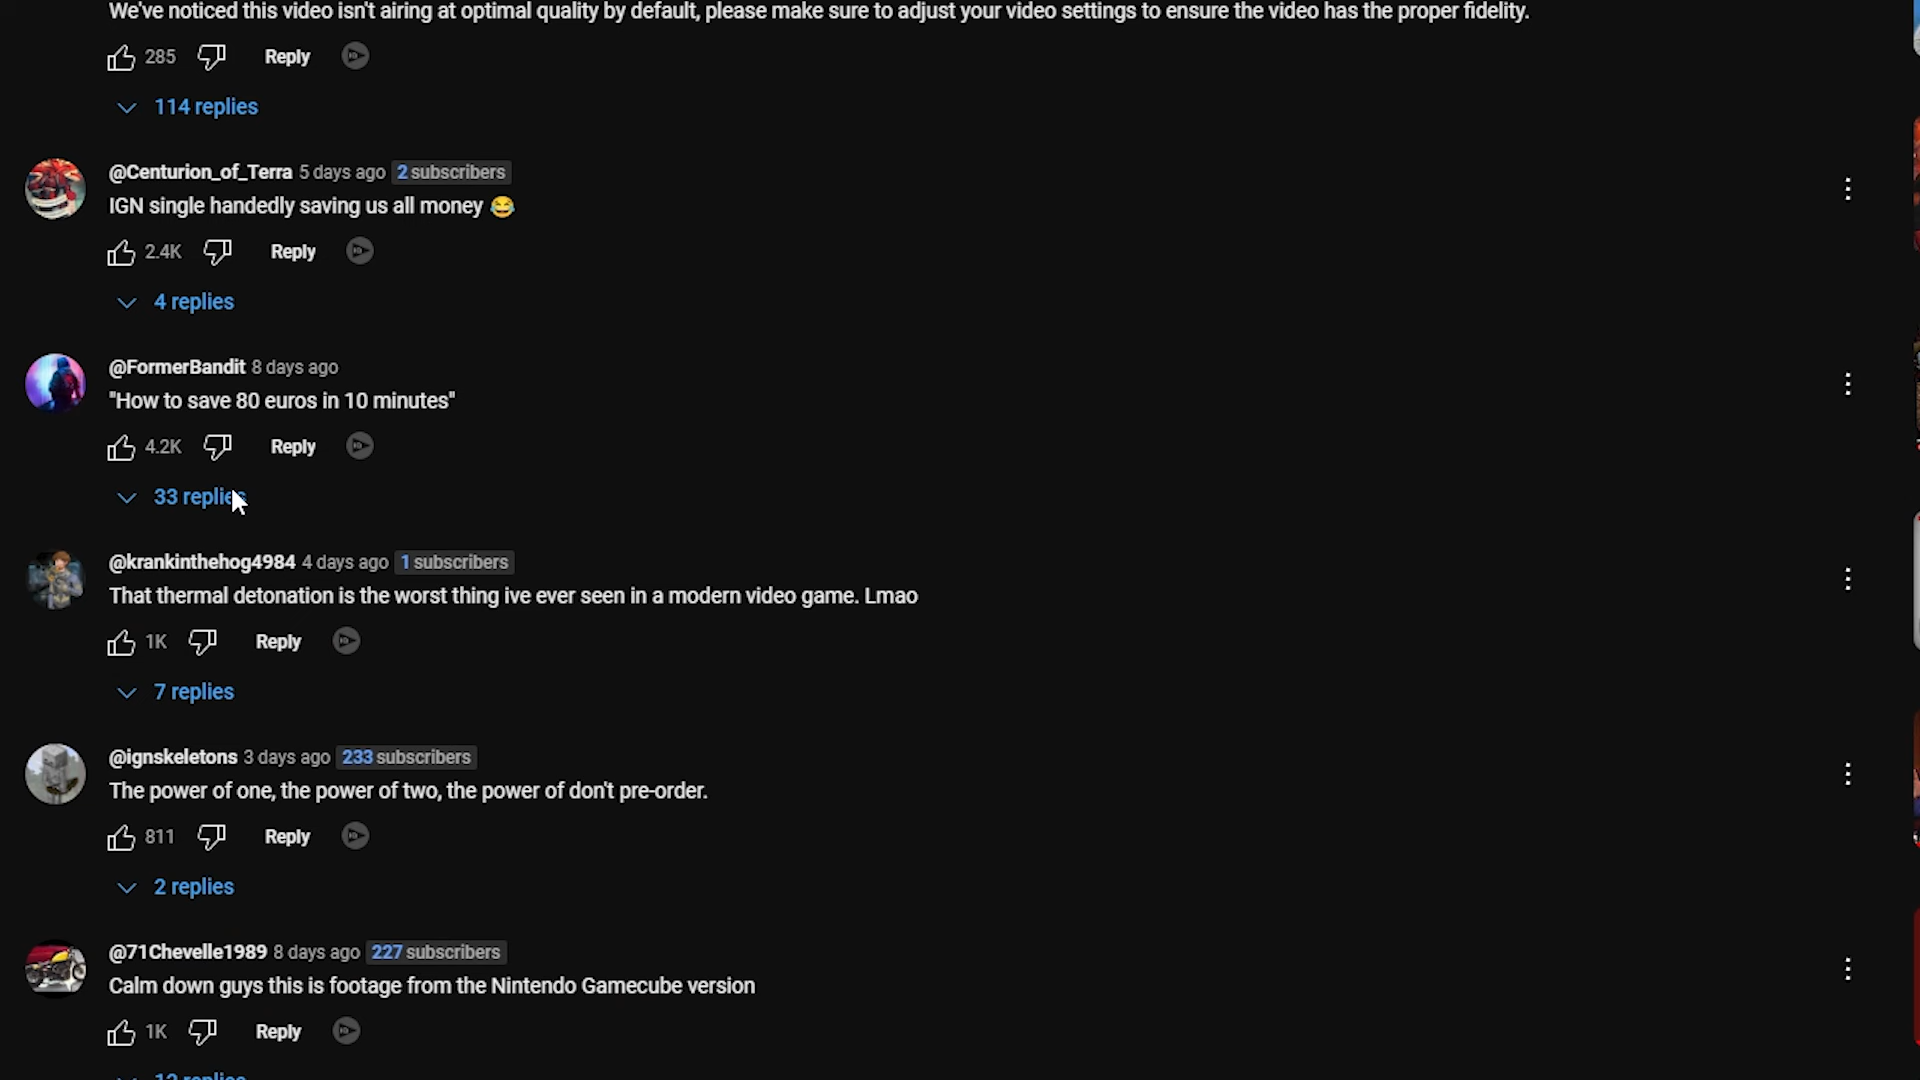 We've noticed this video isn't airing at optimal quality by default, please make sure to adjust your video settings to ensure the video has the proper fidelity.
285 Reply
114 replies
@Centurion_of_Terra 5 days ago 2 subscribers
IGN single handedly saving us all money 😂
2.4K Reply
4 replies
@FormerBandit 8 days ago
"How to save 80 euros in 10 minutes"
4.2K Reply
33 replies
@krankinthehog4984 4 days ago 1 subscribers
That thermal detonation is the worst thing ive ever seen in a modern video game. Lmao
1K Reply
7 replies
@ignskeletons 3 days ago 233 subscribers
The power of one, the power of two, the power of don't pre-order.
811 Reply
2 replies
@71Chevelle1989 8 days ago 227 subscribers
Calm down guys this is footage from the Nintendo Gamecube version
1K Reply